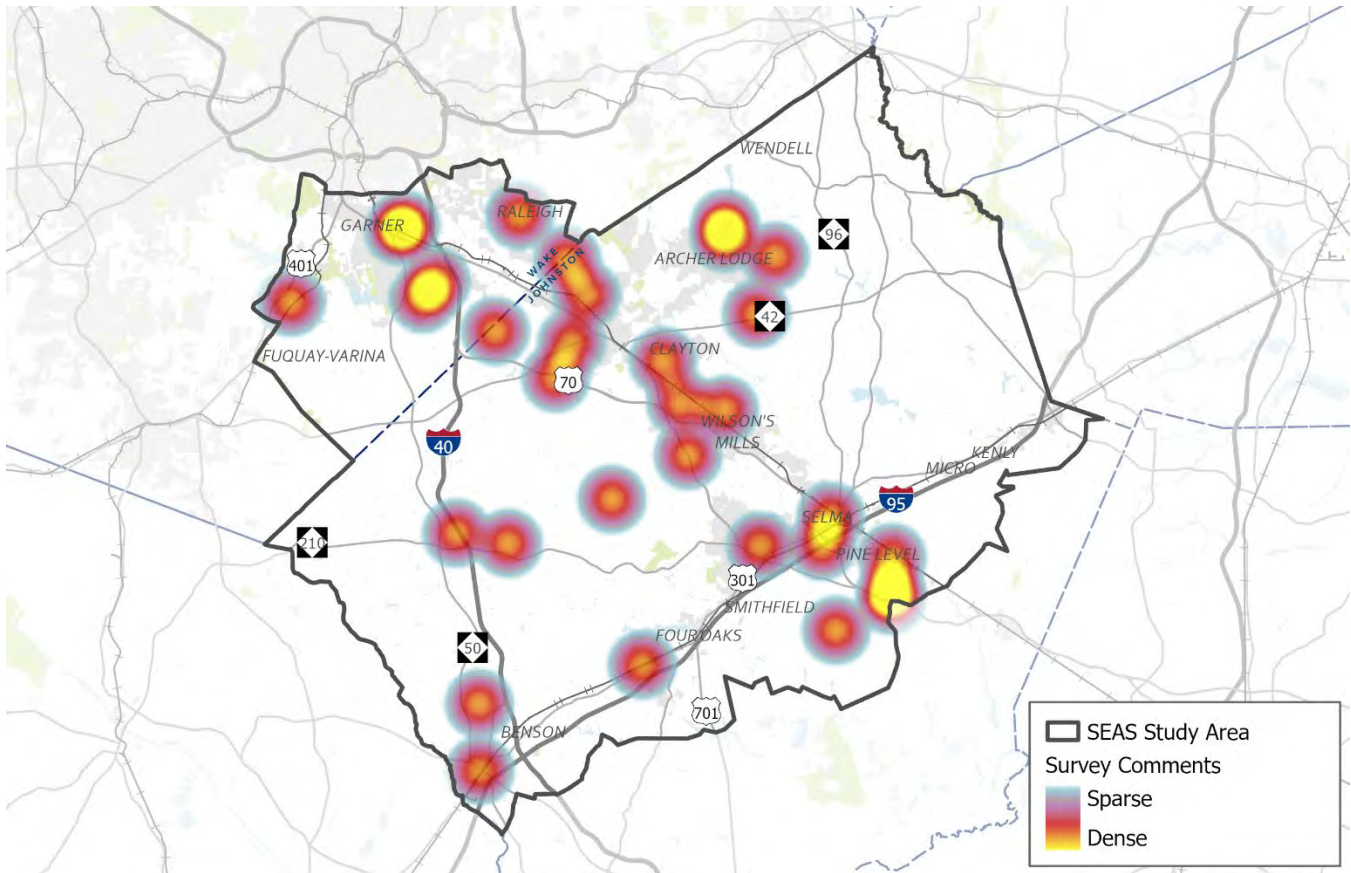 WENDELL
RALEIGH
GARNER
96
401
WAKE
JOHNSTON
ARCHER LODGE
42
FUQUAY-VARINA
CLAYTON
70
WILSON'S
MILLS
40
KENLY
MICRO
95
SELMA
210
PINE LEVEL
301
SMITHFIELD
FOUR OAKS
50
701
BENSON
SEAS Study Area
Survey Comments
Sparse
Dense